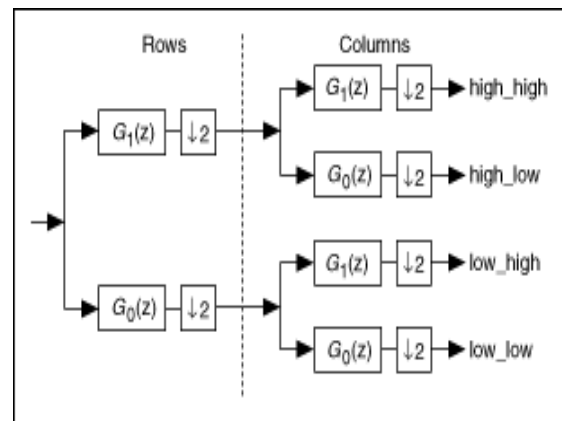 Rows
Columns
G₁(z)
↓2
high_high
G₁(z)
↓2
G₀(z)
↓2
high_low
G₁(z)
↓2
low_high
G₀(z)
↓2
G₀(z)
↓2
low_low